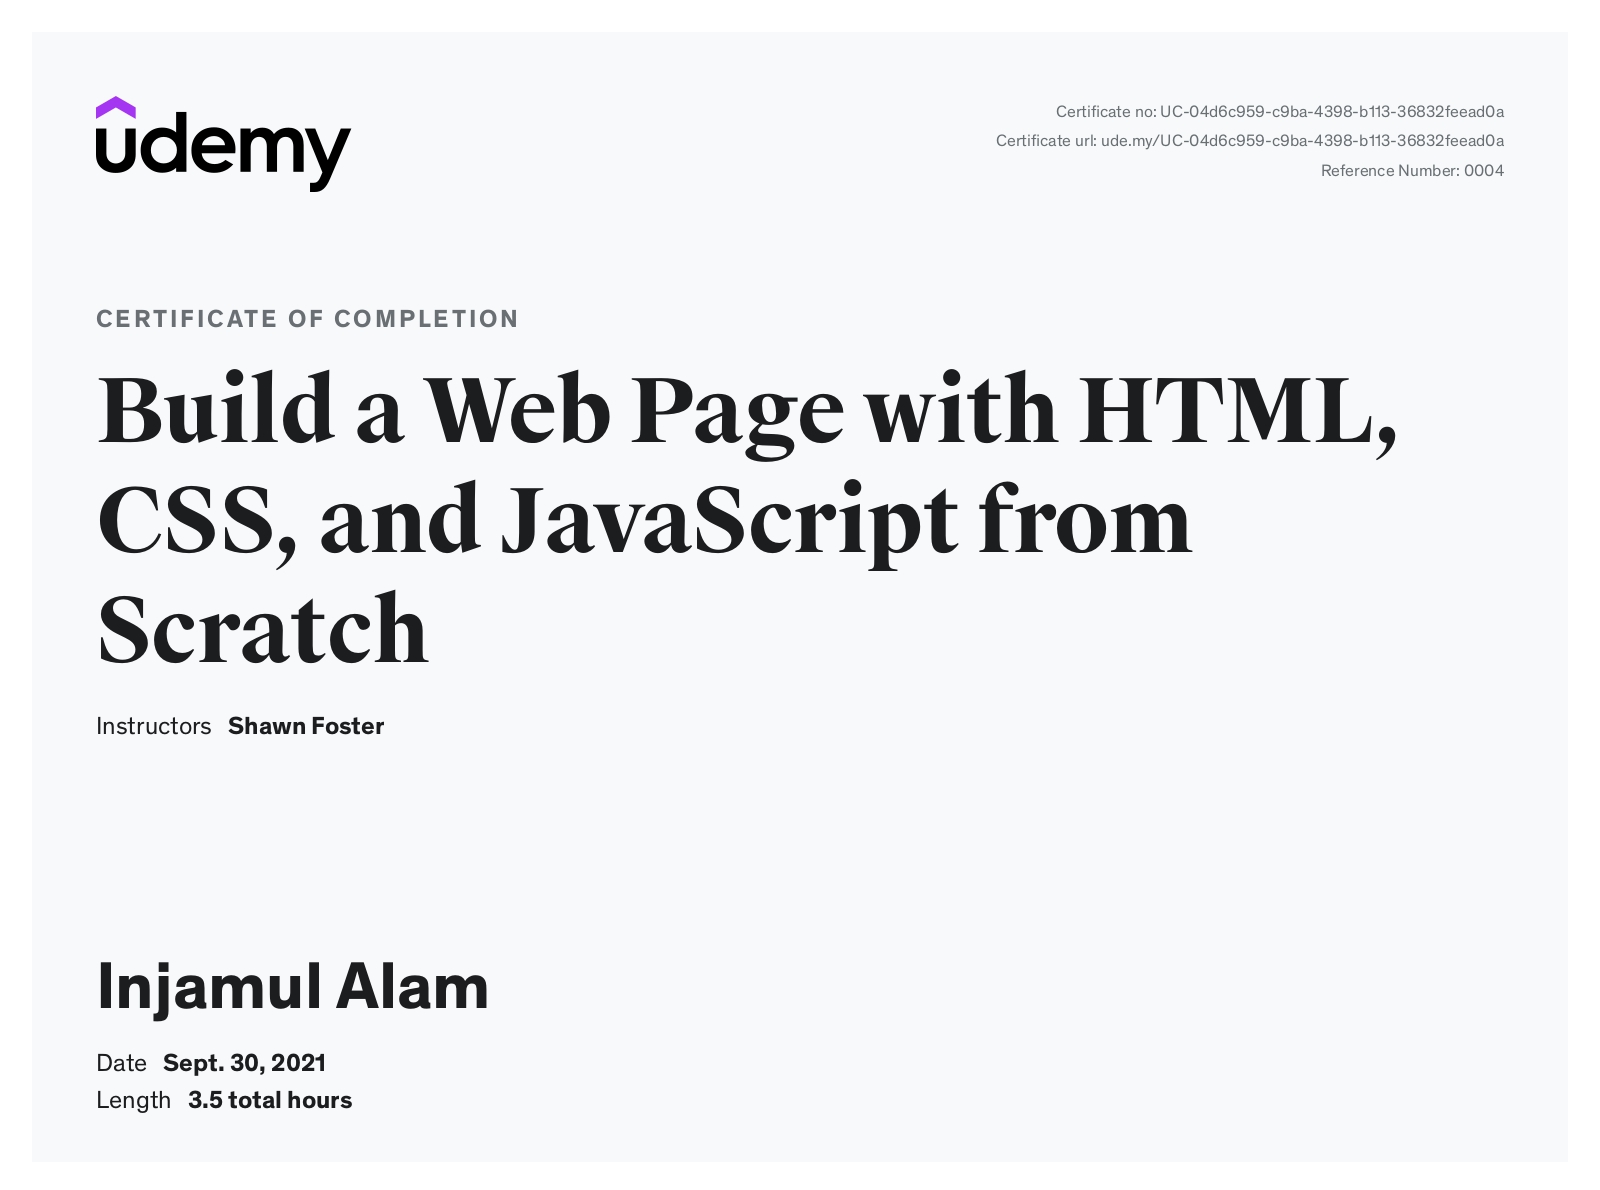 udemy
Certificate no: UC-04d6c959-c9ba-4398-b113-36832feead0a
Certificate url: ude.my/UC-04d6c959-c9ba-4398-b113-36832feead0a
Reference Number: 0004
CERTIFICATE OF COMPLETION
Build a Web Page with HTML,
CSS, and JavaScript from
Scratch
Instructors Shawn Foster
Injamul Alam
Date Sept. 30, 2021
Length 3.5 total hours